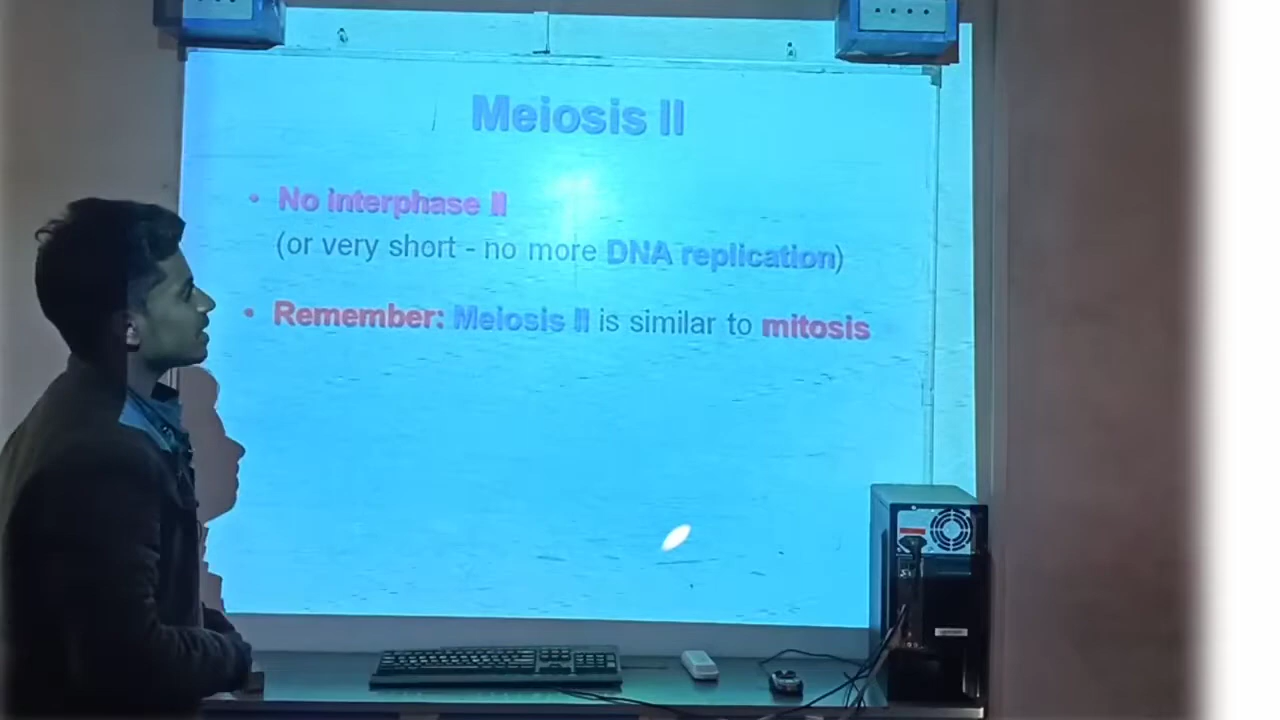 Meiosis II
• No interphase II
(or very short - no more DNA replication)
• Remember: Meiosis II is similar to mitosis